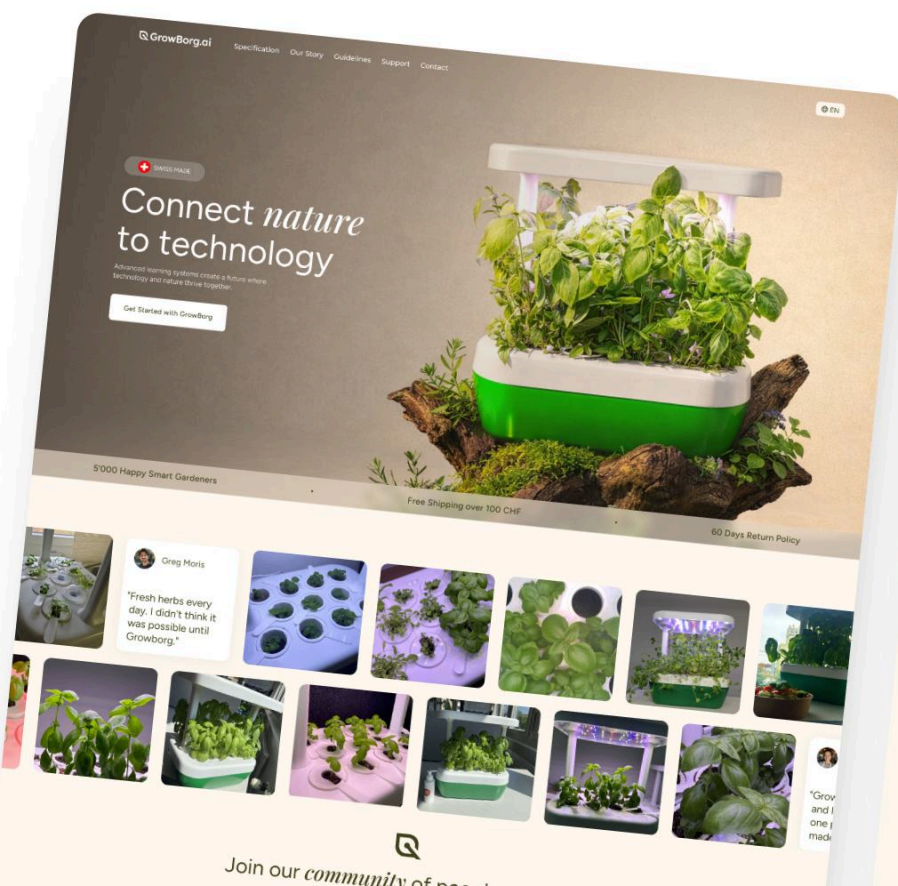 GrowBorg.ai
Specification Our Story Guidelines Support Contact
EN
SWISS MADE
Connect nature
to technology
Advanced learning systems create a future where
technology and nature thrive together.
Get Started with GrowBorg
5'000 Happy Smart Gardeners
Free Shipping over 100 CHF
60 Days Return Policy
Greg Moris
"Fresh herbs every
day. I didn't think it
was possible until
Growborg."
and I
one
made
Join our community of